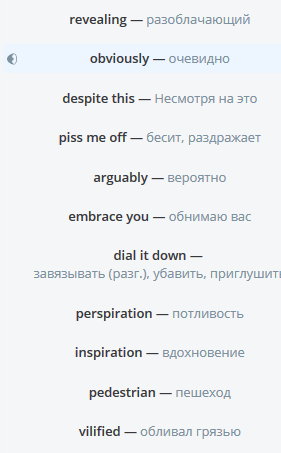 revealing — разоблачающий
obviously — очевидно
despite this — Несмотря на это
piss me off — бесит, раздражает
arguably — вероятно
embrace you — обнимаю вас
dial it down —
завязывать (разг.), убавить, приглушить
perspiration — потливость
inspiration — вдохновение
pedestrian — пешеход
vilified — обливал грязью